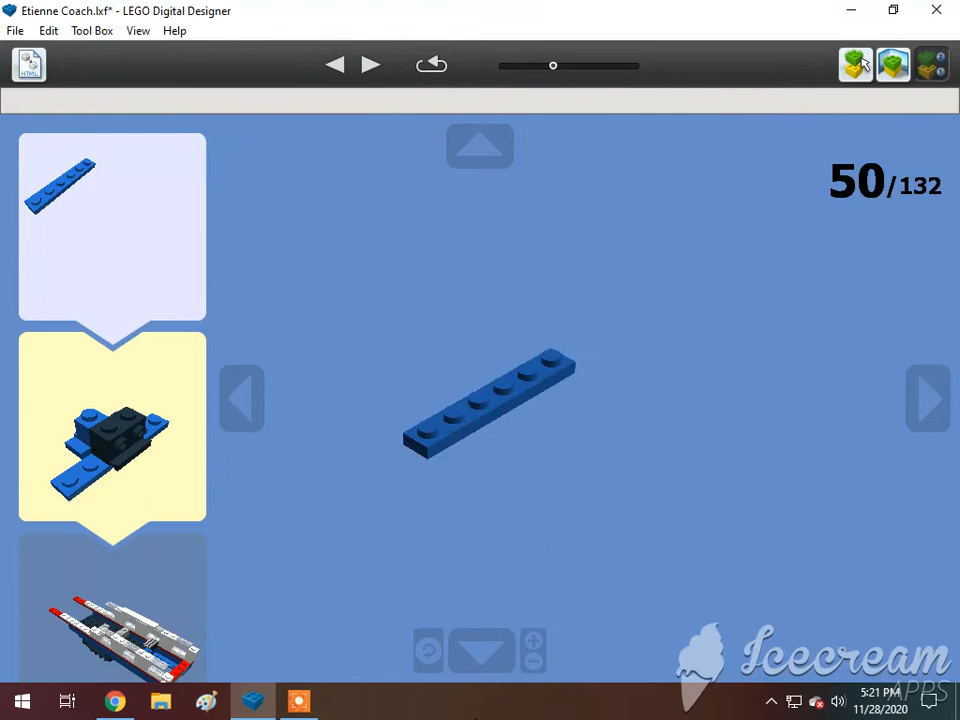 Etienne Coach.lxf* - LEGO Digital Designer
File Edit Tool Box View Help
HTML
50/132
Icecream
APPS
5:21 PM
11/28/2020